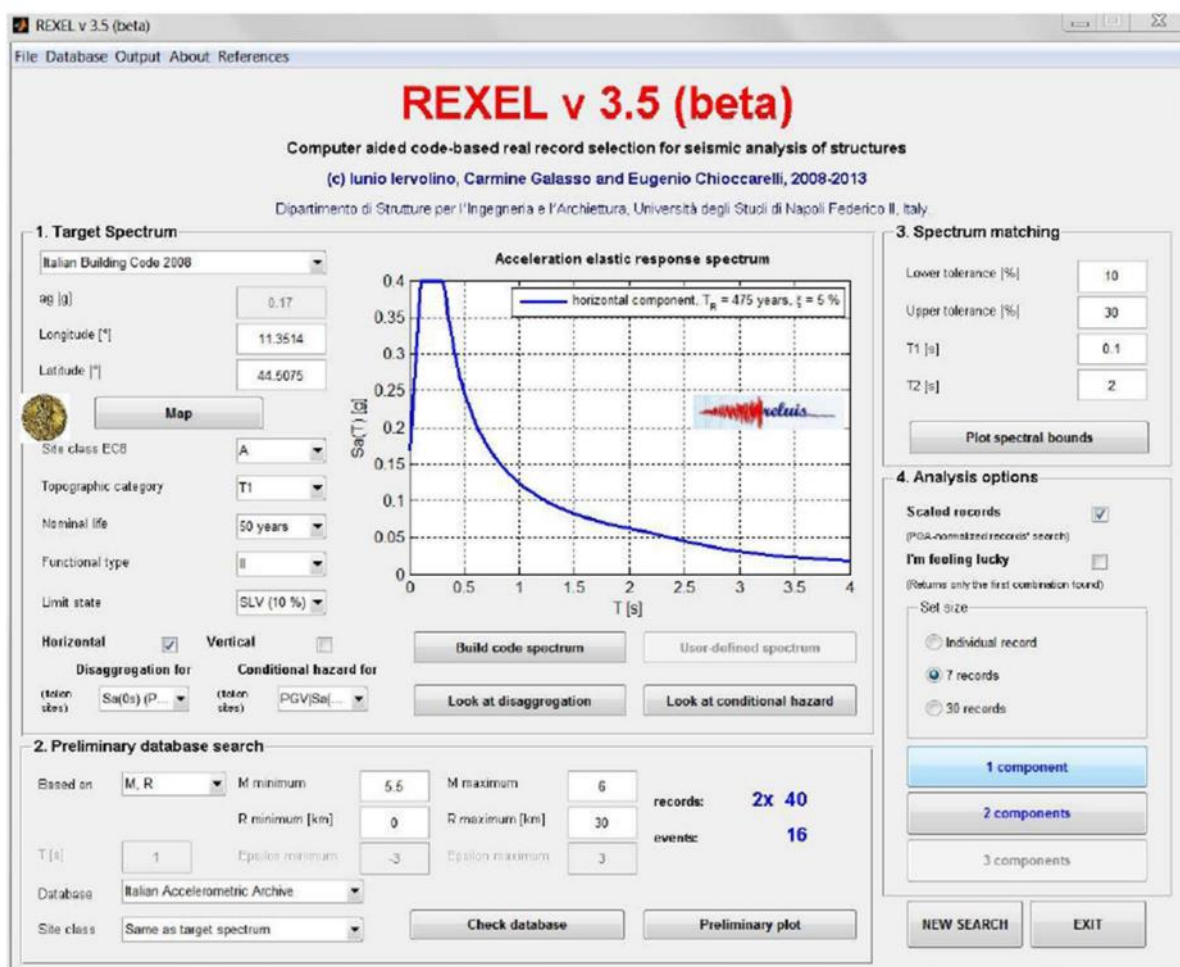 REXEL v 3.5 (beta)
File Database Output About References
REXEL v 3.5 (beta)
Computer aided code-based real record selection for seismic analysis of structures
(c) Iunio Iervolino, Carmine Galasso and Eugenio Chioccarelli, 2008-2013
Dipartimento di Strutture per l'Ingegneria e l'Archiettura, Università degli Studi di Napoli Federico II, Italy.
1. Target Spectrum
Italian Building Code 2008
ag [g] 0.17
Longitude [°] 11.3514
Latitude [°] 44.5075
Map
Site class EC8 A
Topographic category T1
Nominal life 50 years
Functional type II
Limit state SLV (10 %)
Horizontal Vertical
Disaggregation for Conditional hazard for
Sa(0s) (P... PGV|Sa(...
Acceleration elastic response spectrum
horizontal component, T_R = 475 years, ξ = 5 %
Sa(T) [g]
0.4
0.35
0.3
0.25
0.2
0.15
0.1
0.05
0
0 0.5 1 1.5 2 2.5 3 3.5 4
T [s]
reluis
Build code spectrum User-defined spectrum
Look at disaggregation Look at conditional hazard
2. Preliminary database search
Based on M, R M minimum 5.5 M maximum 6
R minimum [km] 0 R maximum [km] 30
T [s] 1 Epsilon minimum -3 Epsilon maximum 3
records: 2x 40
events: 16
Database Italian Accelerometric Archive
Site class Same as target spectrum
Check database Preliminary plot
3. Spectrum matching
Lower tolerance [%] 10
Upper tolerance [%] 30
T1 [s] 0.1
T2 [s] 2
Plot spectral bounds
4. Analysis options
Scaled records
(PGA-normalized records' search)
I'm feeling lucky
(Returns only the first combination found)
Set size
Individual record
7 records
30 records
1 component
2 components
3 components
NEW SEARCH EXIT